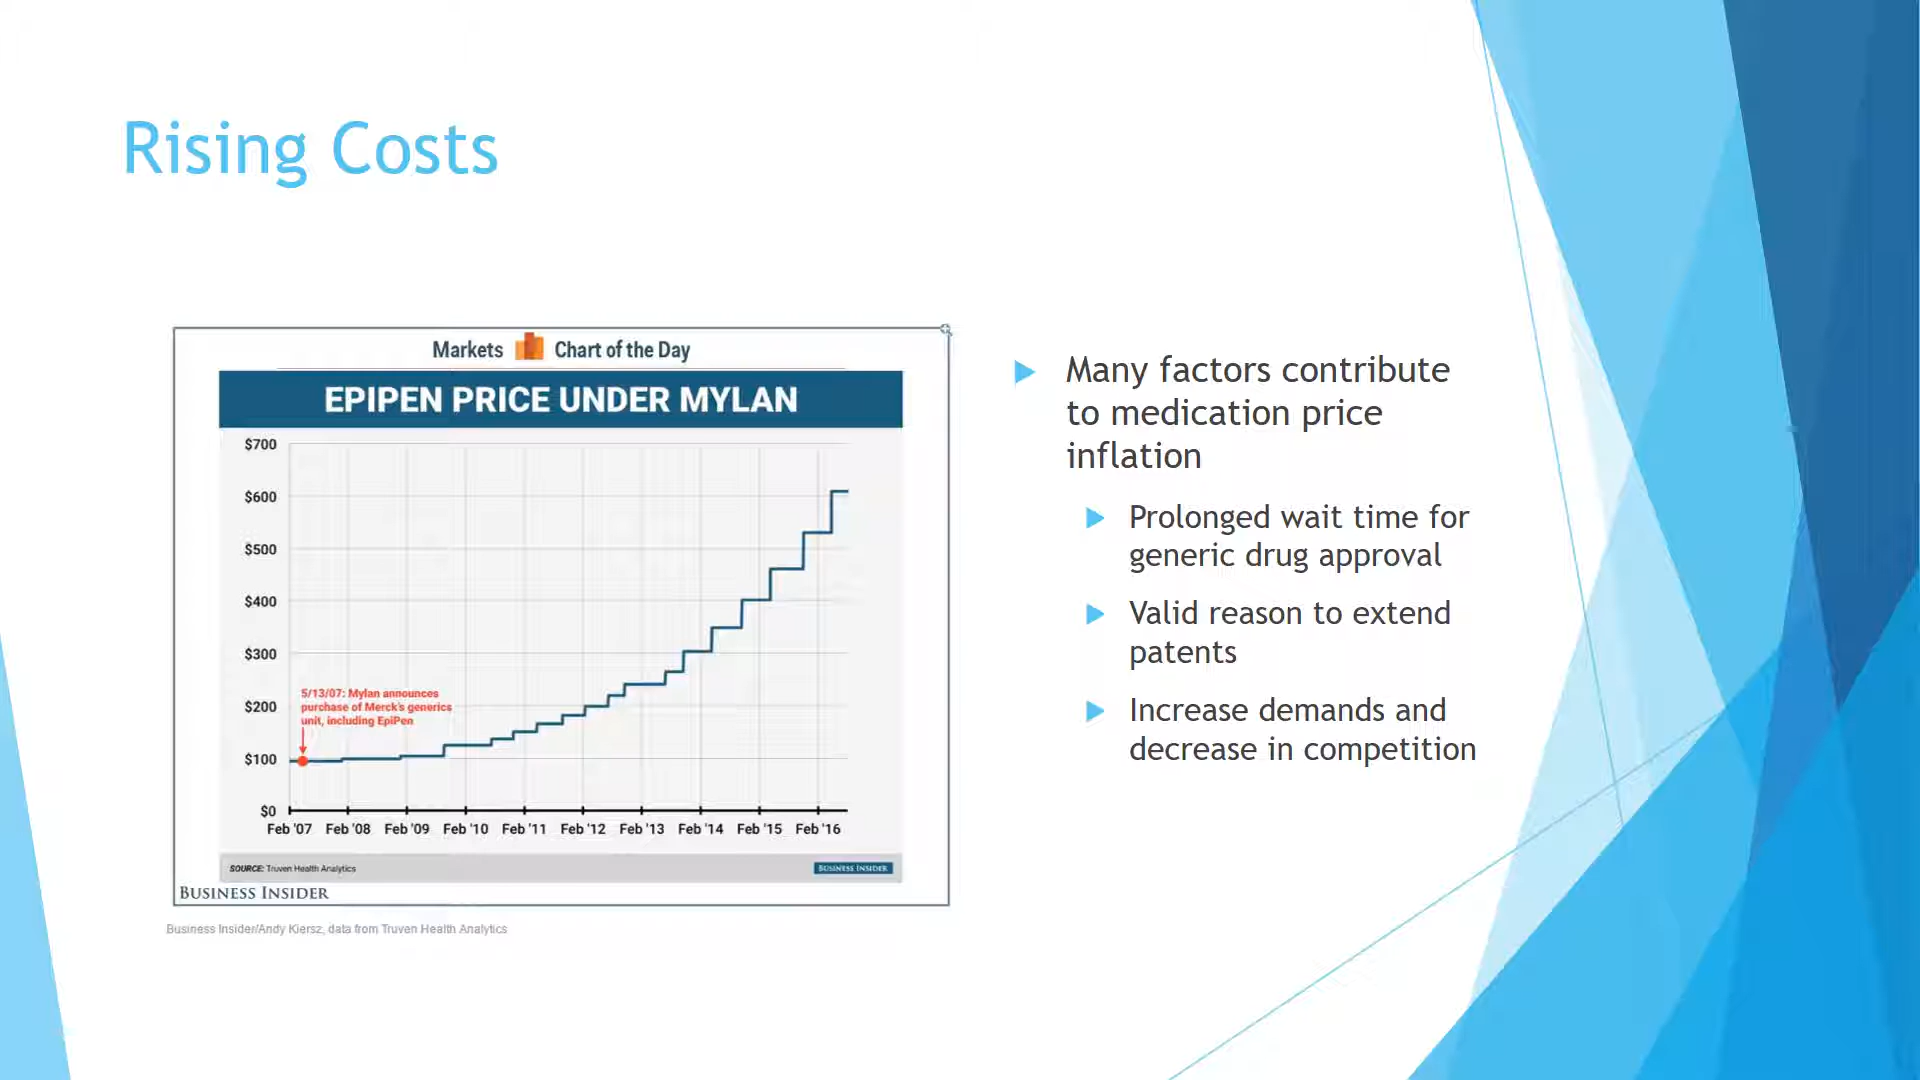 Rising Costs
Markets Chart of the Day
EPIPEN PRICE UNDER MYLAN
$700
$600
$500
$400
$300
$200
$100
$0
5/13/07: Mylan announces
purchase of Merck's generics
unit, including EpiPen
Feb '07 Feb '08 Feb '09 Feb '10 Feb '11 Feb '12 Feb '13 Feb '14 Feb '15 Feb '16
SOURCE: Truven Health Analytics
BUSINESS INSIDER
BUSINESS INSIDER
Business Insider/Andy Kiersz, data from Truven Health Analytics
Many factors contribute
to medication price
inflation
Prolonged wait time for
generic drug approval
Valid reason to extend
patents
Increase demands and
decrease in competition